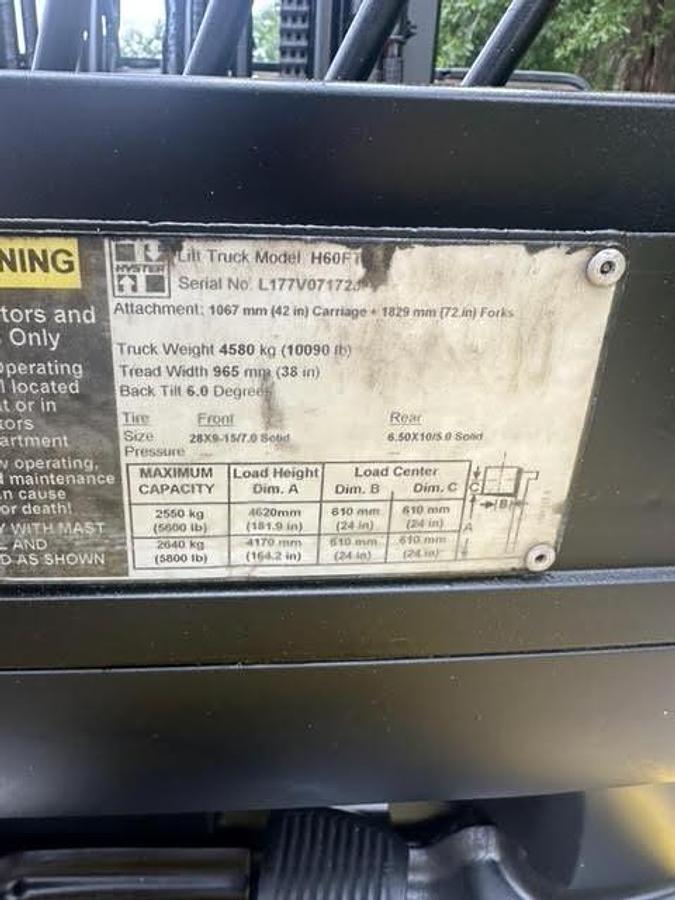 NING
tors and
Only
perating
l located
at or in
tors
partment
w operating,
d maintenance
n cause
or death!
Y WITH MAST
L AND
D AS SHOWN
HYSTER
Lift Truck Model H60FT
Serial No. L177V07172
Attachment: 1067 mm (42 in) Carriage + 1829 mm (72 in) Forks
Truck Weight 4580 kg (10090 lb)
Tread Width 965 mm (38 in)
Back Tilt 6.0 Degrees
Tire Front Rear
Size 28X9-15/7.0 Solid 6.50X10/5.0 Solid
Pressure
MAXIMUM CAPACITY Load Height Dim. A Load Center Dim. B Dim. C
2550 kg (5600 lb) 4620mm (181.9 in) 610 mm (24 in) 610 mm (24 in)
2640 kg (5800 lb) 4170 mm (164.2 in) 610 mm (24 in) 610 mm (24 in)
C
B
A